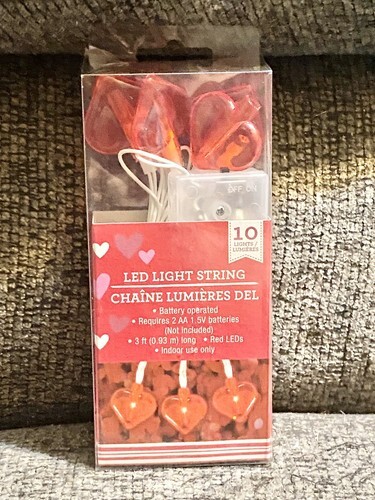 OFF ON
10
LIGHTS /
LUMIÈRES
LED LIGHT STRING
CHAÎNE LUMIÈRES DEL
• Battery operated
• Requires 2 AA 1.5V batteries
(Not included)
• 3 ft (0.93 m) long • Red LEDs
• Indoor use only